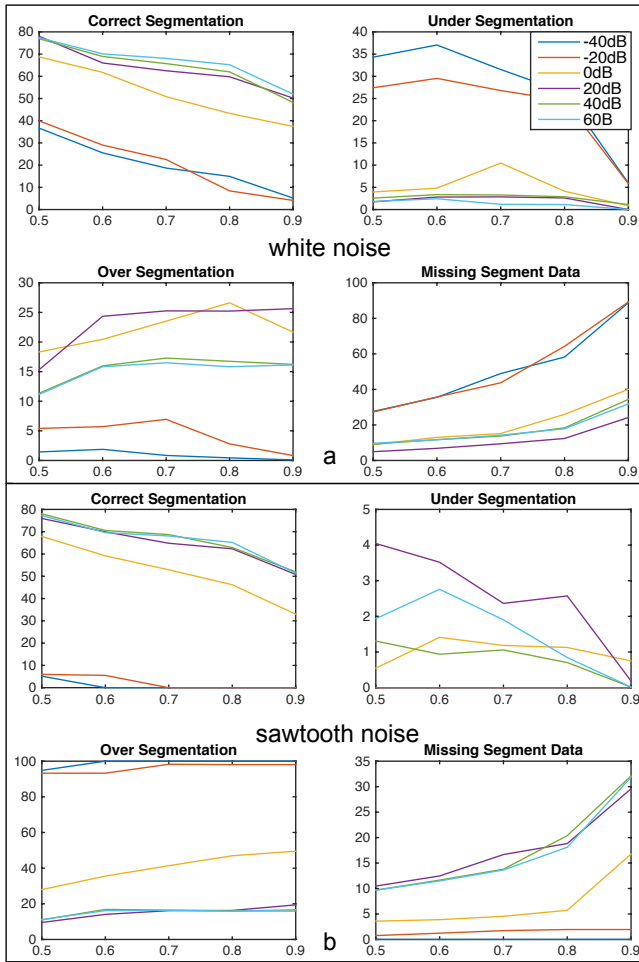 Correct Segmentation
80
70
60
50
40
30
20
10
0
0.5 0.6 0.7 0.8 0.9
Under Segmentation
40
35
30
25
20
15
10
5
0
0.5 0.6 0.7 0.8 0.9
-40dB
-20dB
0dB
20dB
40dB
60B
white noise
Over Segmentation
30
25
20
15
10
5
0
0.5 0.6 0.7 0.8 0.9
Missing Segment Data
100
80
60
40
20
0
0.5 0.6 0.7 0.8 0.9
a
Correct Segmentation
80
70
60
50
40
30
20
10
0
0.5 0.6 0.7 0.8 0.9
Under Segmentation
5
4
3
2
1
0
0.5 0.6 0.7 0.8 0.9
sawtooth noise
Over Segmentation
100
80
60
40
20
0
0.5 0.6 0.7 0.8 0.9
Missing Segment Data
35
30
25
20
15
10
5
0
0.5 0.6 0.7 0.8 0.9
b